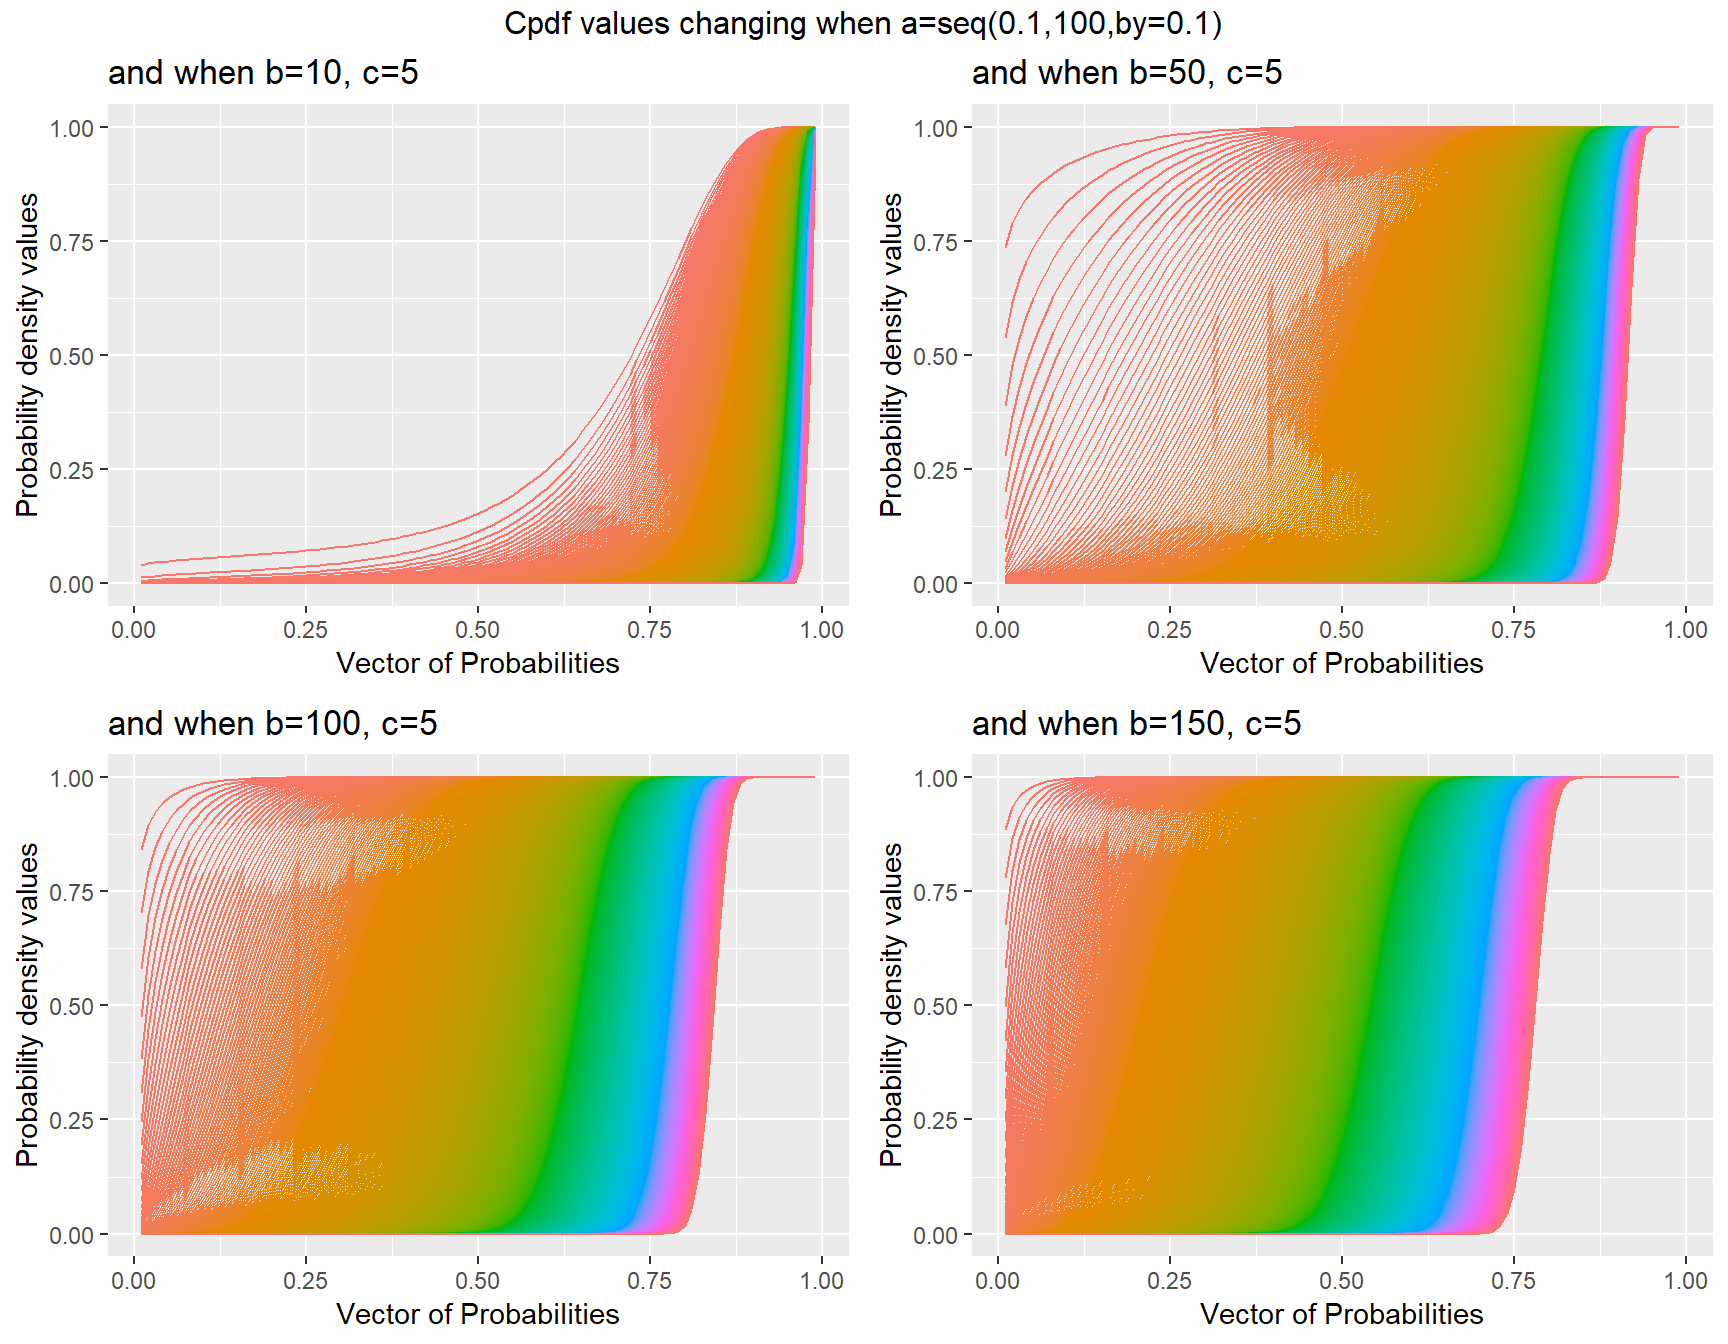 Cpdf values changing when a=seq(0.1,100,by=0.1)
and when b=10, c=5
1.00
0.75
0.50
0.25
0.00
Probability density values
0.00 0.25 0.50 0.75 1.00
Vector of Probabilities
and when b=50, c=5
1.00
0.75
0.50
0.25
0.00
Probability density values
0.00 0.25 0.50 0.75 1.00
Vector of Probabilities
and when b=100, c=5
1.00
0.75
0.50
0.25
0.00
Probability density values
0.00 0.25 0.50 0.75 1.00
Vector of Probabilities
and when b=150, c=5
1.00
0.75
0.50
0.25
0.00
Probability density values
0.00 0.25 0.50 0.75 1.00
Vector of Probabilities